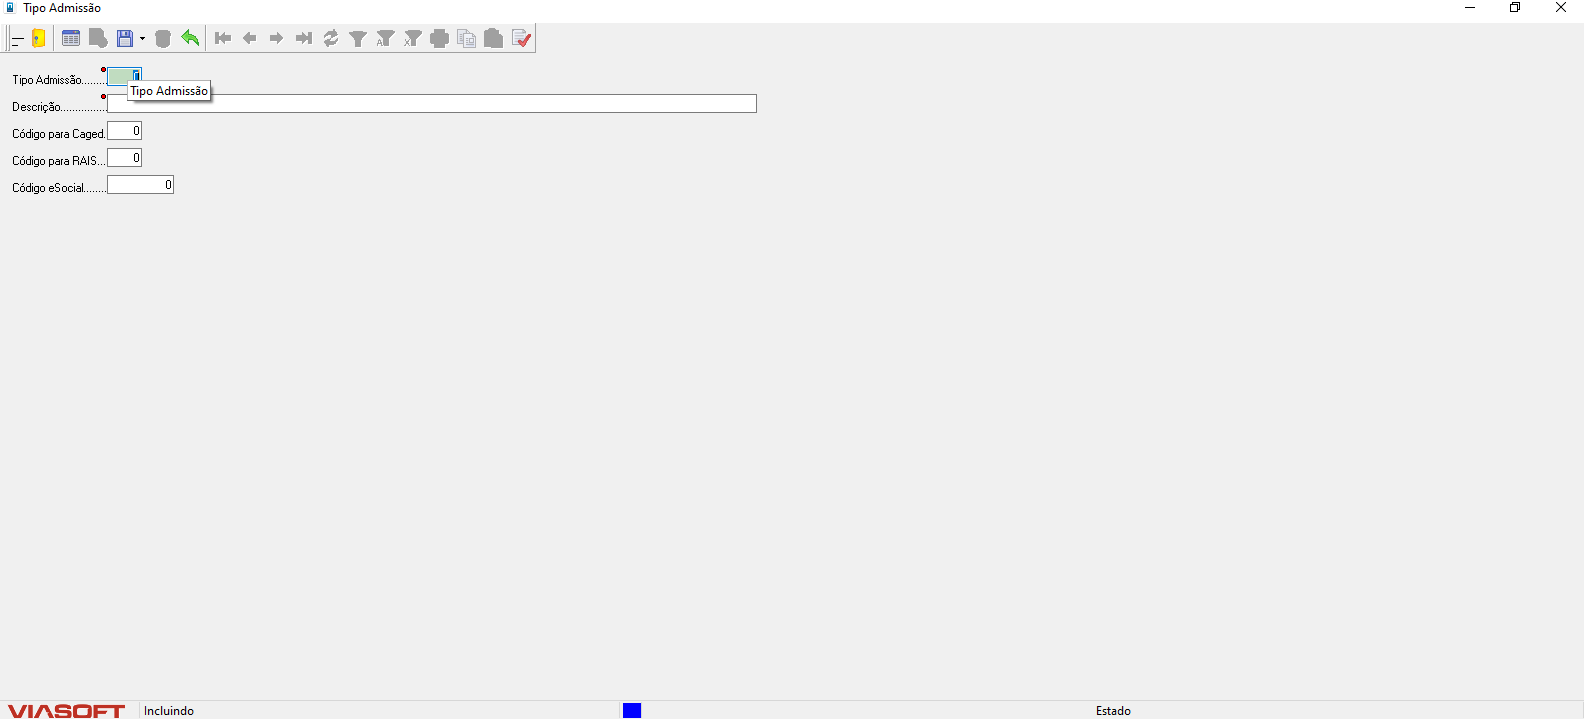 Tipo Admissão
Tipo Admissão........
Tipo Admissão
Descrição...............
Código para Caged. 0
Código para RAIS... 0
Código eSocial........ 0
VIASOFT Incluindo Estado